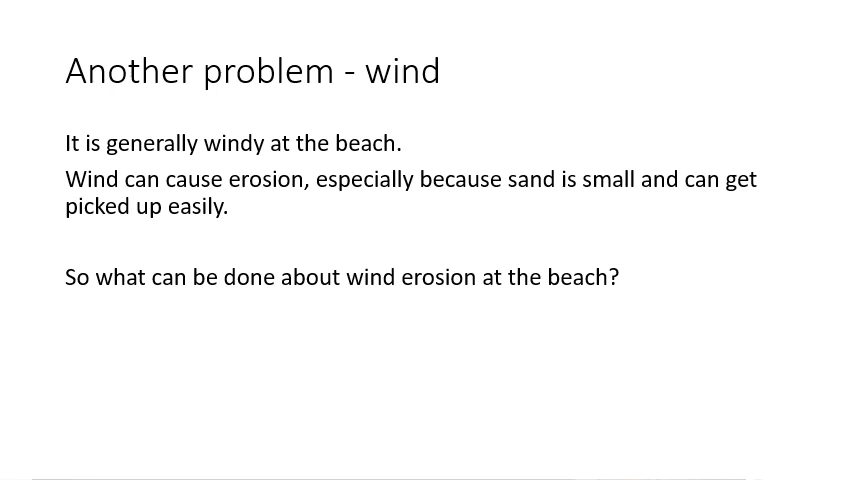 Another problem - wind
It is generally windy at the beach.
Wind can cause erosion, especially because sand is small and can get
picked up easily.
So what can be done about wind erosion at the beach?